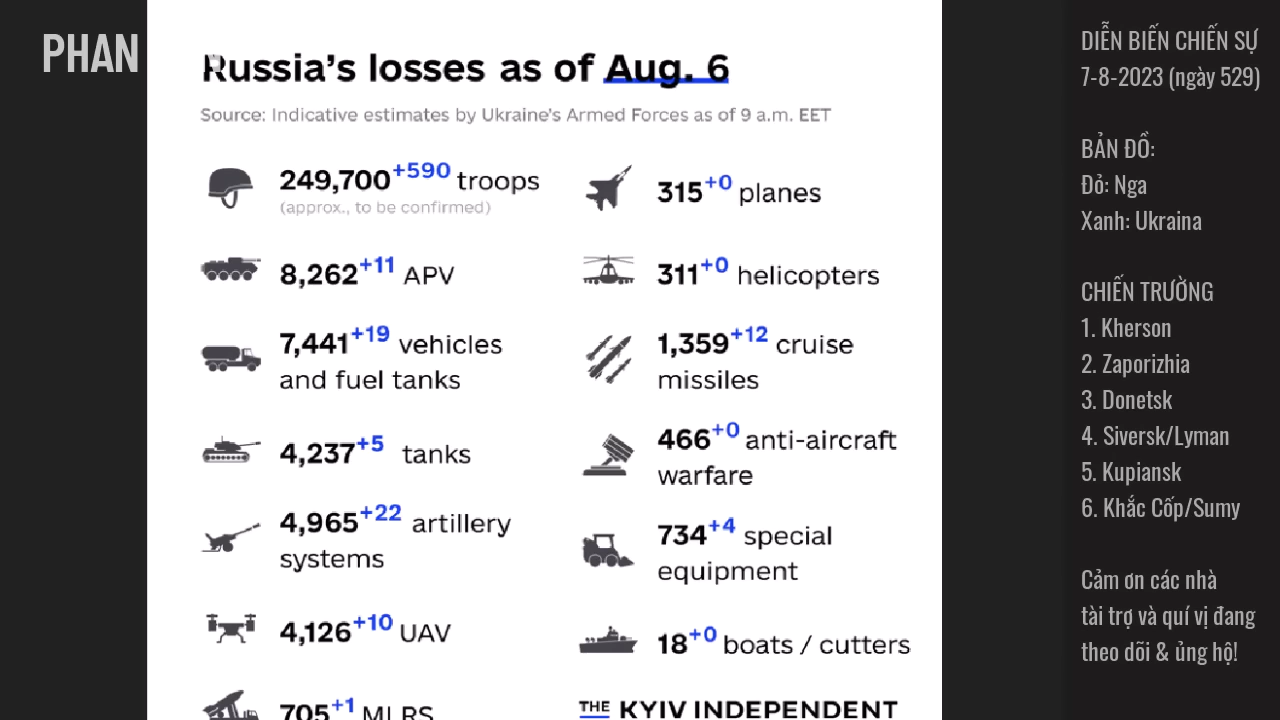 PHAN
Russia's losses as of Aug. 6
Source: Indicative estimates by Ukraine's Armed Forces as of 9 a.m. EET
249,700+590 troops
(approx., to be confirmed)
8,262+11 APV
7,441+19 vehicles
and fuel tanks
4,237+5 tanks
4,965+22 artillery
systems
4,126+10 UAV
705+1 MLRS
315+0 planes
311+0 helicopters
1,359+12 cruise
missiles
466+0 anti-aircraft
warfare
734+4 special
equipment
18+0 boats / cutters
THE KYIV INDEPENDENT
DIỄN BIẾN CHIẾN SỰ
7-8-2023 (ngày 529)
BẢN ĐỒ:
Đỏ: Nga
Xanh: Ukraina
CHIẾN TRƯỜNG
1. Kherson
2. Zaporizhia
3. Donetsk
4. Siversk/Lyman
5. Kupiansk
6. Khắc Cốp/Sumy
Cảm ơn các nhà
tài trợ và quí vị đang
theo dõi & ủng hộ!